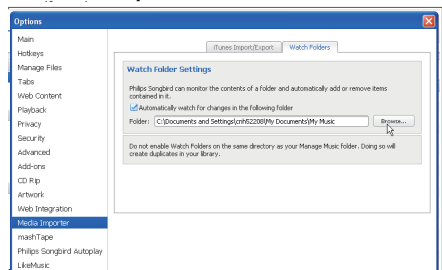 Options
Main
Hotkeys
Manage Files
Tabs
Web Content
Playback
Privacy
Security
Advanced
Add-ons
CD Rip
Artwork
Web Integration
Media Importer
mashTape
Philips Songbird Autoplay
LikeMusic
iTunes Import/Export
Watch Folders
Watch Folder Settings
Philips Songbird can monitor the contents of a folder and automatically add or remove items
contained in it.
Automatically watch for changes in the following folder
Folder: C:\Documents and Settings\cnh52208\My Documents\My Music Browse...
Do not enable Watch Folders on the same directory as your Manage Music folder. Doing so will
create duplicates in your library.